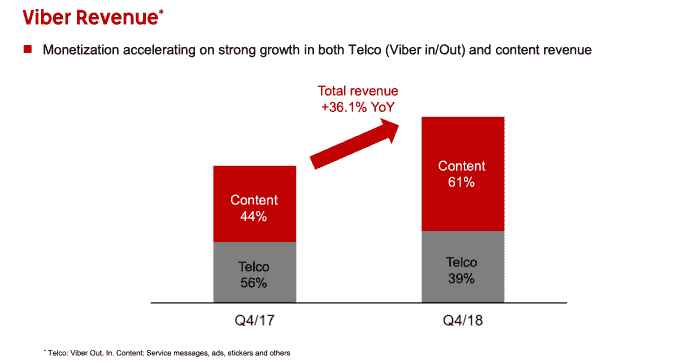 Viber Revenue*
Monetization accelerating on strong growth in both Telco (Viber in/Out) and content revenue
Total revenue
+36.1% YoY
Content
44%
Telco
56%
Content
61%
Telco
39%
Q4/17
Q4/18
* Telco: Viber Out, In. Content: Service messages, ads, stickers and others